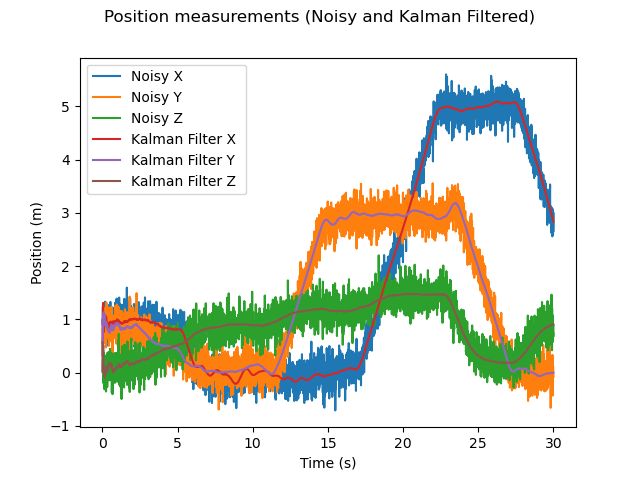 Position measurements (Noisy and Kalman Filtered)
Noisy X
Noisy Y
Noisy Z
Kalman Filter X
Kalman Filter Y
Kalman Filter Z
Position (m)
5
4
3
2
1
0
−1
0 5 10 15 20 25 30
Time (s)